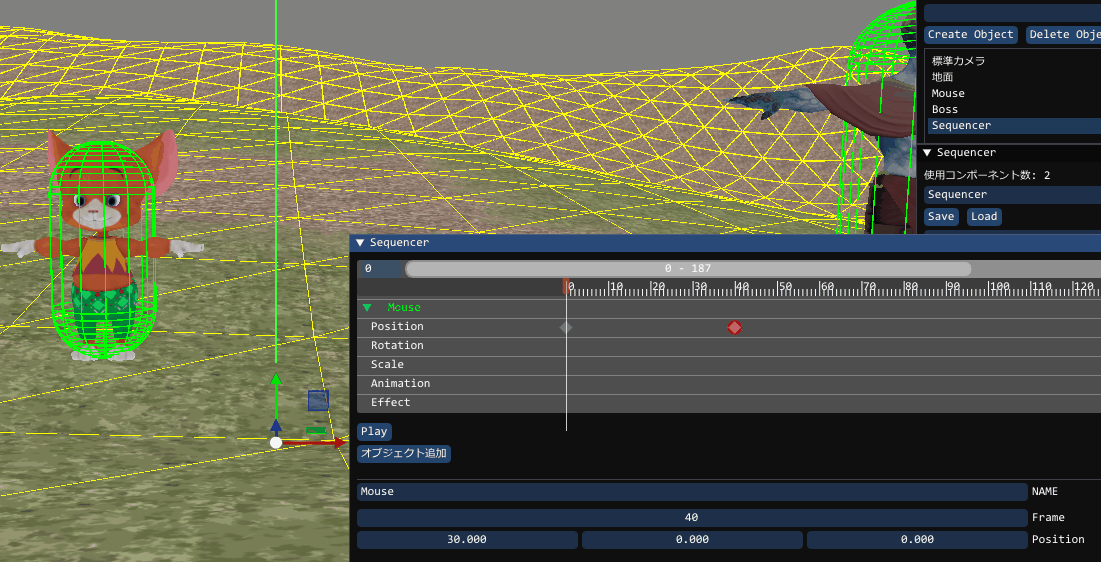 Create Object Delete Obje
標準カメラ
地面
Mouse
Boss
Sequencer
Sequencer
使用コンポーネント数: 2
Sequencer
Save Load
Sequencer
0 0 - 187
0 10 20 30 40 50 60 70 80 90 100 110 120
Mouse
Position
Rotation
Scale
Animation
Effect
Play
オブジェクト追加
Mouse NAME
40 Frame
30.000 0.000 0.000 Position